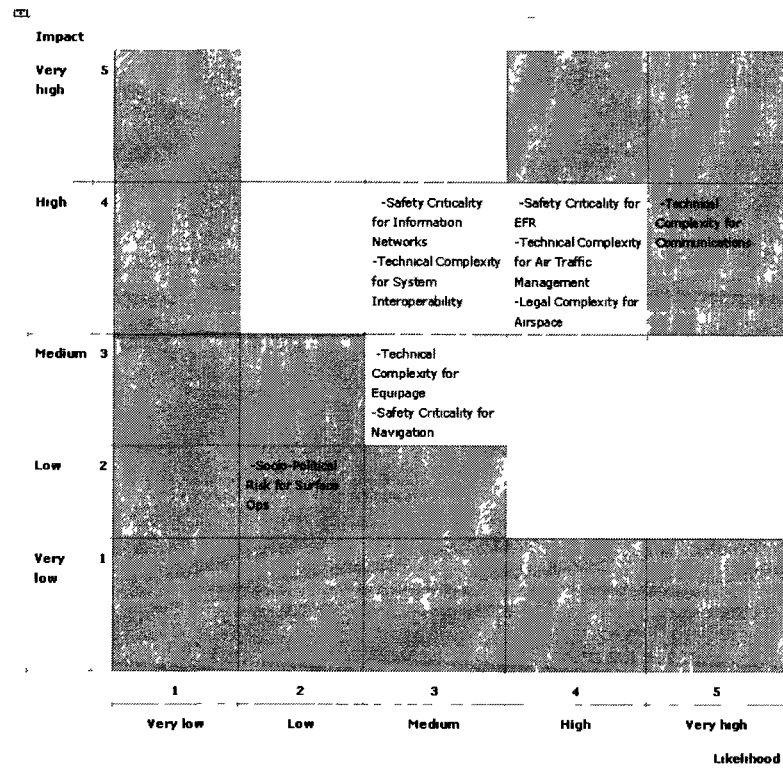 Impact
Very
high
5
High
4
-Safety Criticality
for Information
Networks
-Technical Complexity
for System
Interoperability
-Safety Criticality for
EFR
-Technical Complexity
for Air Traffic
Management
-Legal Complexity for
Airspace
-Technical
Complexity for
Communications
Medium
3
-Technical
Complexity for
Equipage
-Safety Criticality for
Navigation
Low
2
-Socio-Political
Risk for Surface
Ops
Very
low
1
1
2
3
4
5
Very low
Low
Medium
High
Very high
Likelihood